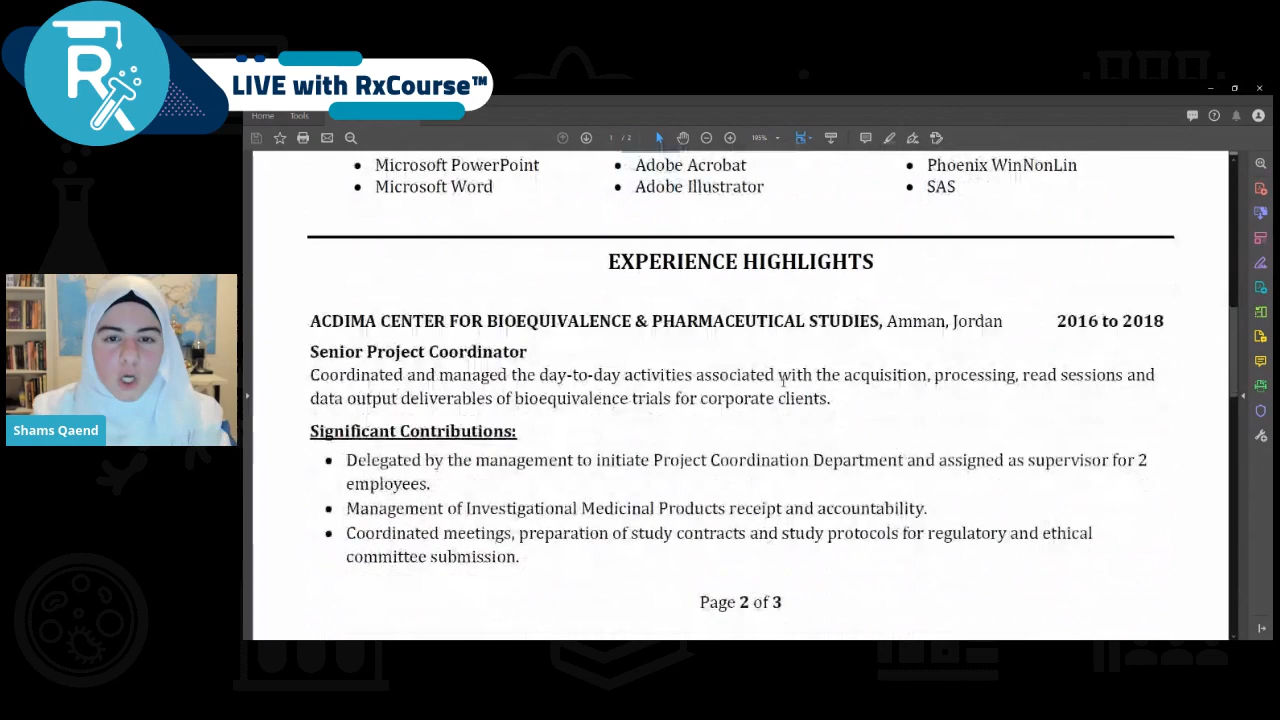 Rx
LIVE with RxCourse™
Home Tools
1 / 2
195%
• Microsoft PowerPoint • Adobe Acrobat • Phoenix WinNonLin
• Microsoft Word • Adobe Illustrator • SAS
EXPERIENCE HIGHLIGHTS
ACDIMA CENTER FOR BIOEQUIVALENCE & PHARMACEUTICAL STUDIES, Amman, Jordan 2016 to 2018
Senior Project Coordinator
Coordinated and managed the day-to-day activities associated with the acquisition, processing, read sessions and
data output deliverables of bioequivalence trials for corporate clients.
Significant Contributions:
• Delegated by the management to initiate Project Coordination Department and assigned as supervisor for 2
employees.
• Management of Investigational Medicinal Products receipt and accountability.
• Coordinated meetings, preparation of study contracts and study protocols for regulatory and ethical
committee submission.
Page 2 of 3
Shams Qaend